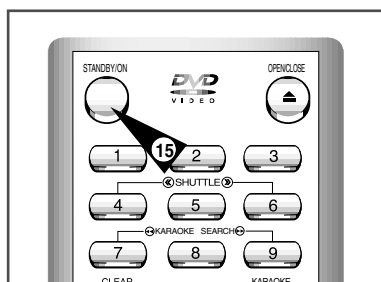 STANDBY/ON OPEN/CLOSE
DVD
VIDEO
15
1 2 3
SHUTTLE
4 5 6
KARAOKE SEARCH
7 8 9
CLEAR KARAOKE